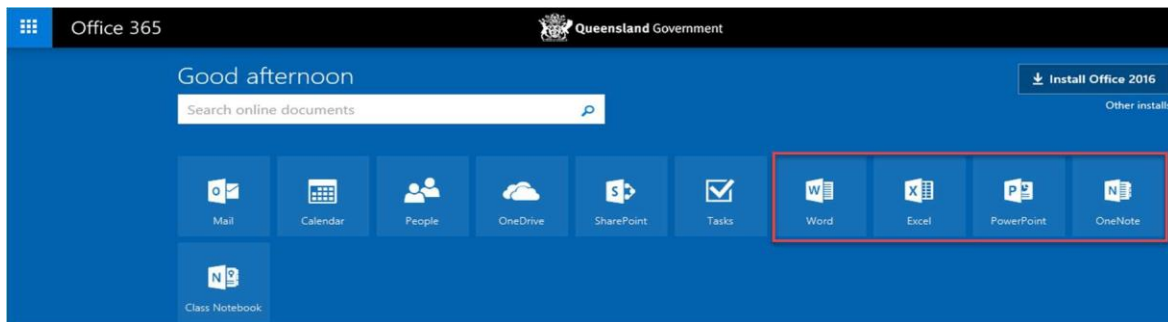 Office 365
Queensland Government
Good afternoon
Install Office 2016
Search online documents
Other installs
Mail
Calendar
People
OneDrive
SharePoint
Tasks
Word
Excel
PowerPoint
OneNote
Class Notebook